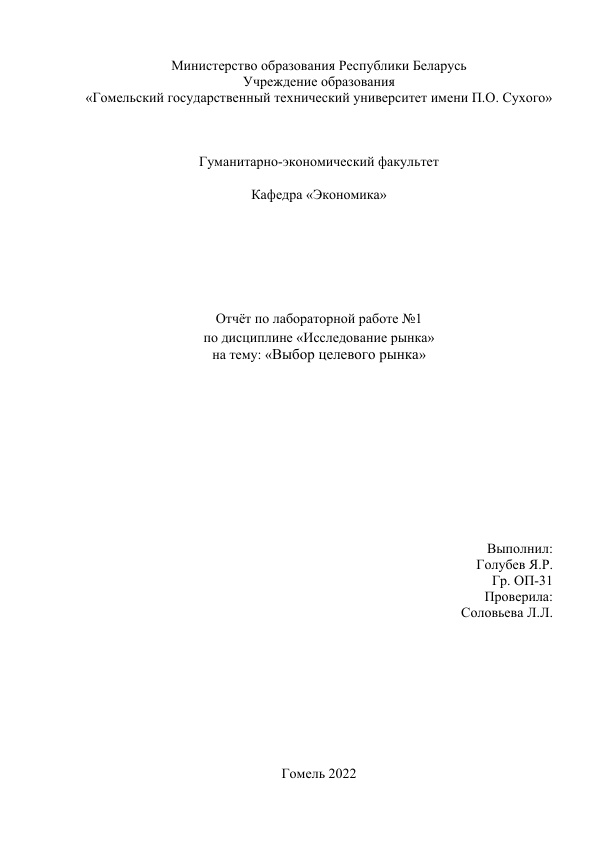 Министерство образования Республики Беларусь
Учреждение образования
«Гомельский государственный технический университет имени П.О. Сухого»
Гуманитарно-экономический факультет
Кафедра «Экономика»
Отчёт по лабораторной работе №1
по дисциплине «Исследование рынка»
на тему: «Выбор целевого рынка»
Выполнил:
Голубев Я.Р.
Гр. ОП-31
Проверила:
Соловьева Л.Л.
Гомель 2022